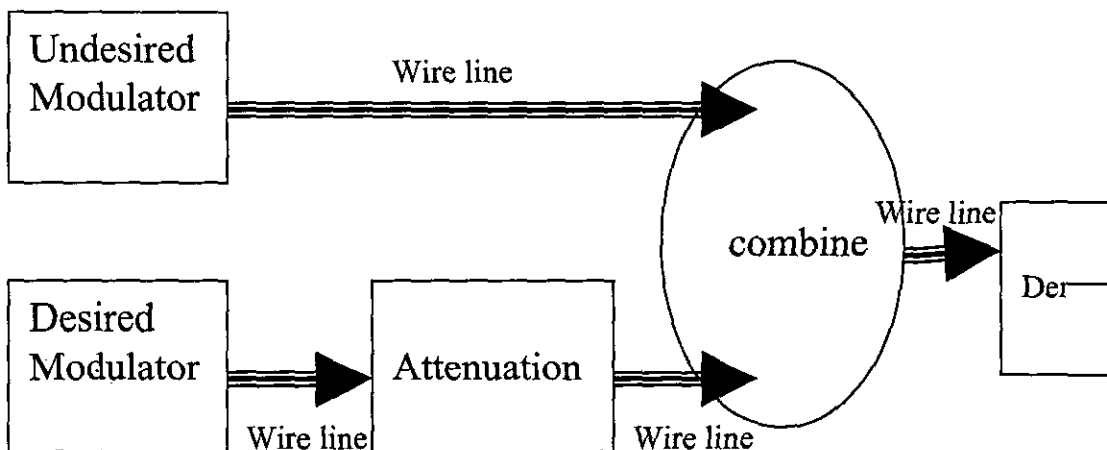 Undesired
Modulator
Wire line
combine
Wire line
Desired
Modulator
Attenuation
Wire line
Wire line